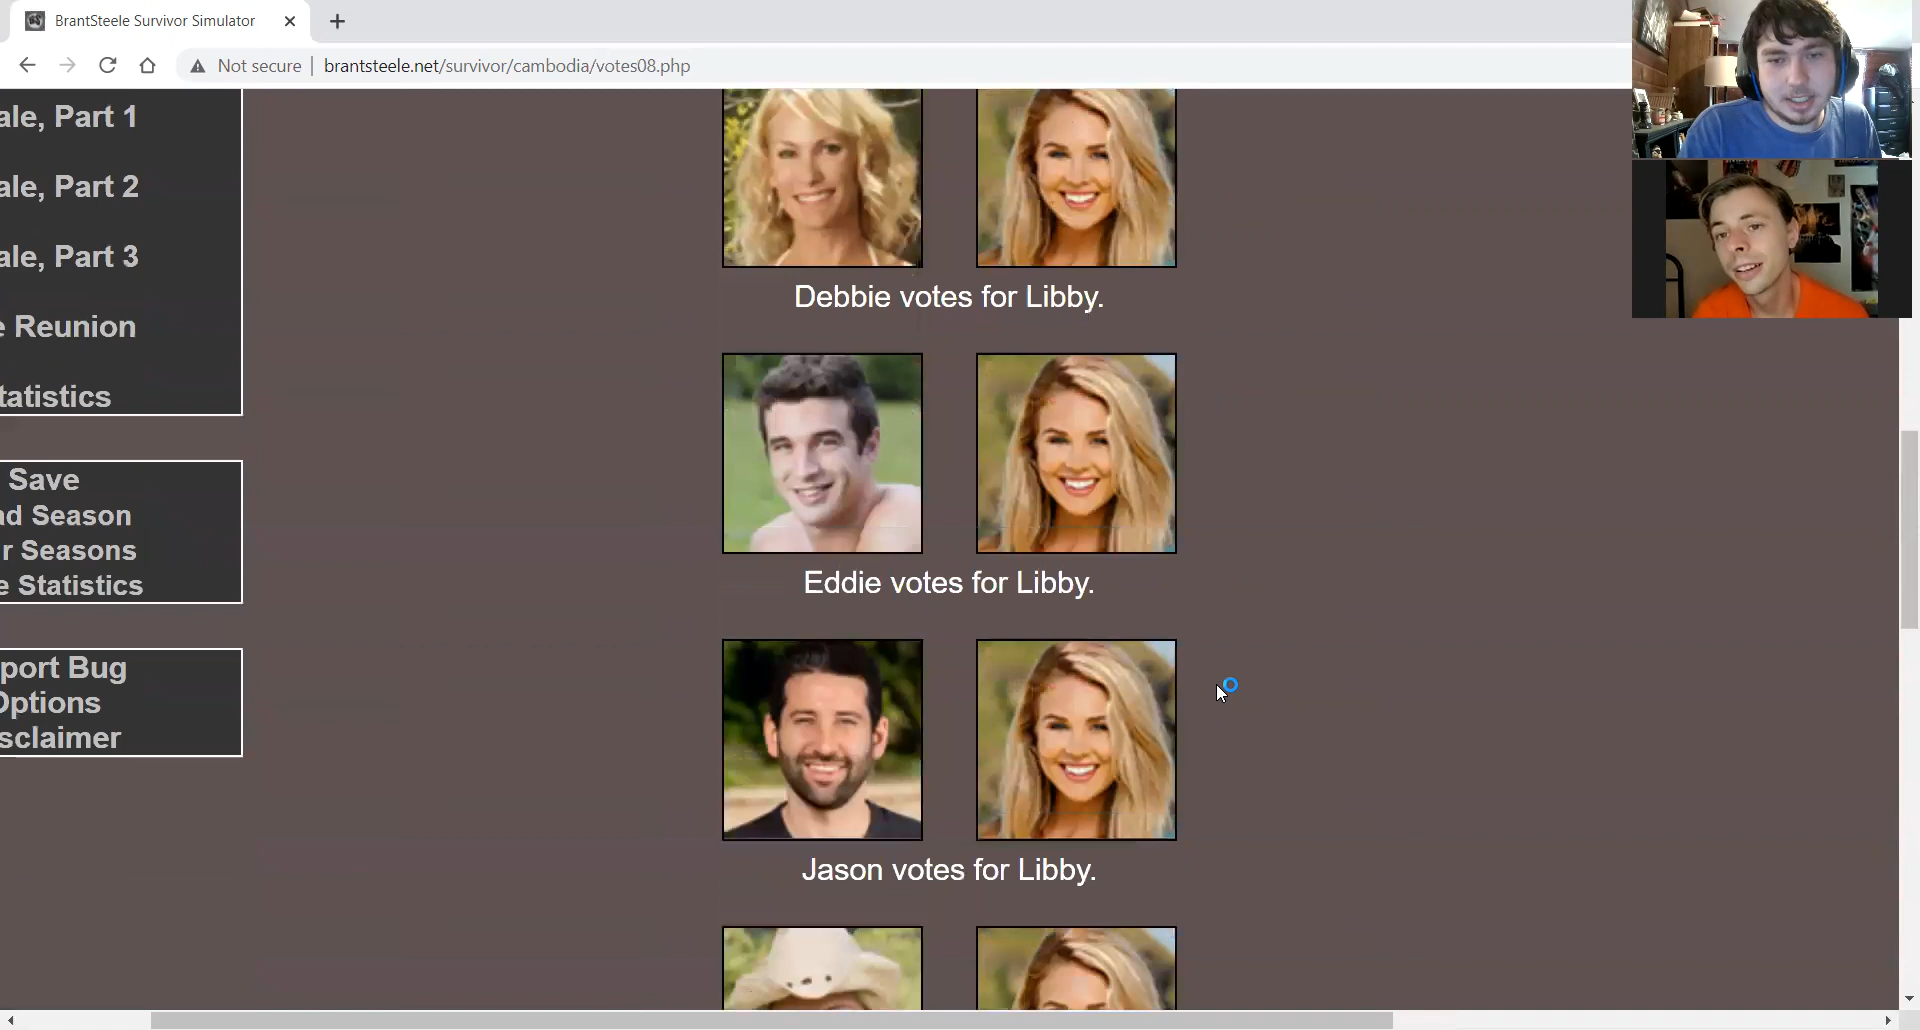 BrantSteele Survivor Simulator
Not secure
brantsteele.net/survivor/cambodia/votes08.php
ale, Part 1
ale, Part 2
ale, Part 3
e Reunion
tatistics
Save
ad Season
r Seasons
e Statistics
port Bug
Options
isclaimer
Debbie votes for Libby.
Eddie votes for Libby.
Jason votes for Libby.